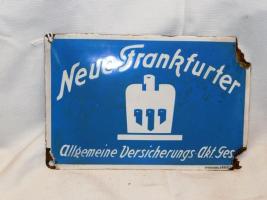 Neue Frankfurter
Allgemeine Versicherungs Akt. Ges.